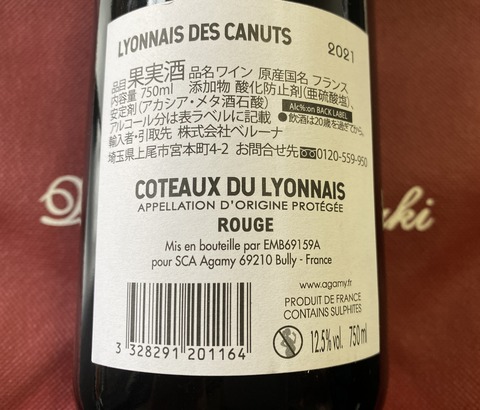 LYONNAIS DES CANUTS 2021
品目 果実酒 品名 ワイン 原産国名 フランス
内容量 750ml 添加物 酸化防止剤(亜硫酸塩)、
安定剤(アカシア・メタ酒石酸) Alc%:on BACK LABEL
アルコール分は表ラベルに記載 ●飲酒は20歳を過ぎてから。
輸入者・引取先 株式会社ベルーナ
埼玉県上尾市宮本町4-2 お問合せ先 0120-559-950
COTEAUX DU LYONNAIS
APPELLATION D'ORIGINE PROTÉGÉE
ROUGE
Mis en bouteille par EMB69159A
pour SCA Agamy 69210 Bully - France
www.agamy.fr
PRODUIT DE FRANCE
CONTAINS SULPHITES
12.5% vol. 750 ml
3 328291 201164
ki